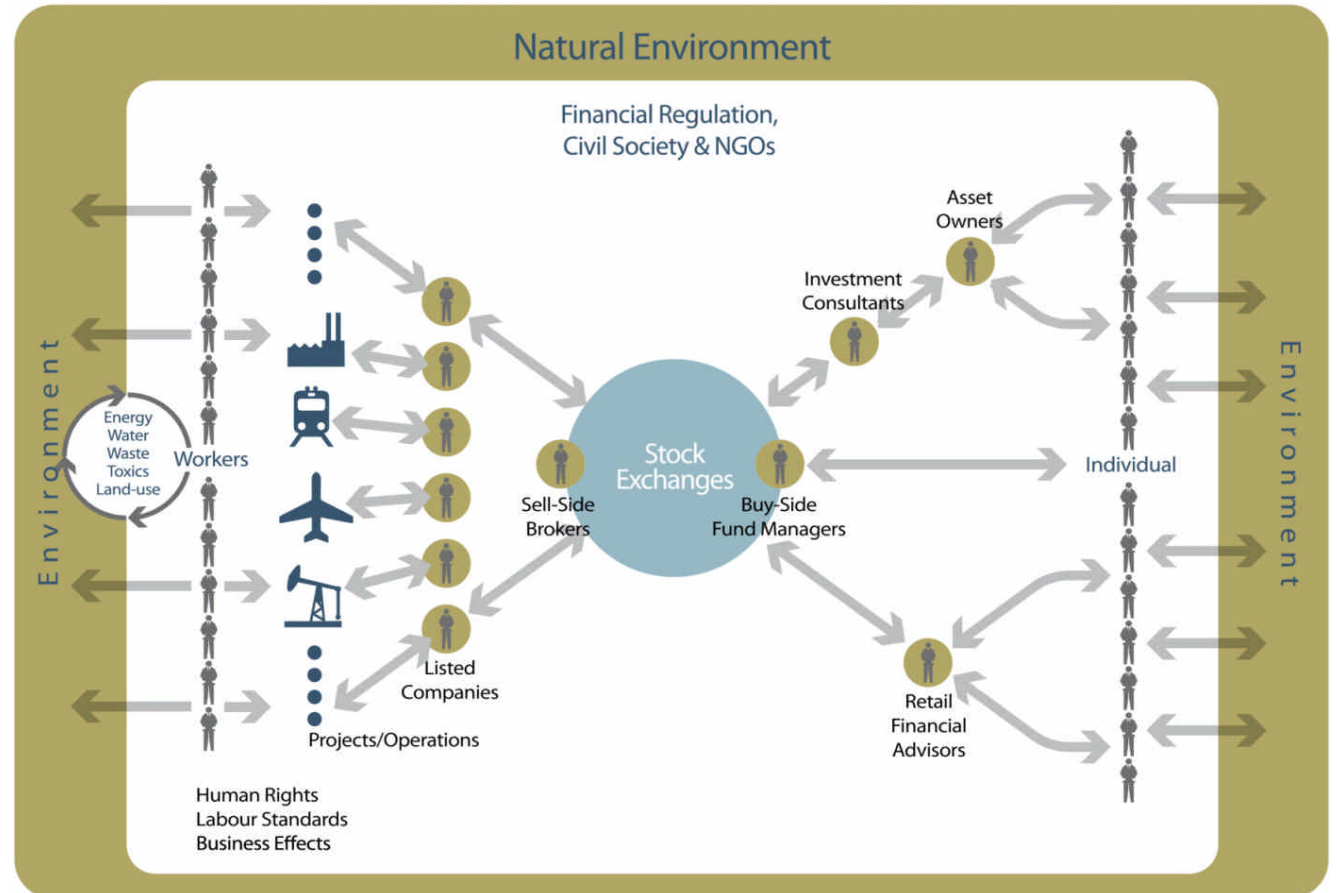 Natural Environment
Financial Regulation,
Civil Society & NGOs
Environment
Energy
Water
Waste
Toxics
Land-use
Workers
Projects/Operations
Human Rights
Labour Standards
Business Effects
Listed
Companies
Sell-Side
Brokers
Stock
Exchanges
Buy-Side
Fund Managers
Investment
Consultants
Asset
Owners
Retail
Financial
Advisors
Individual
Environment